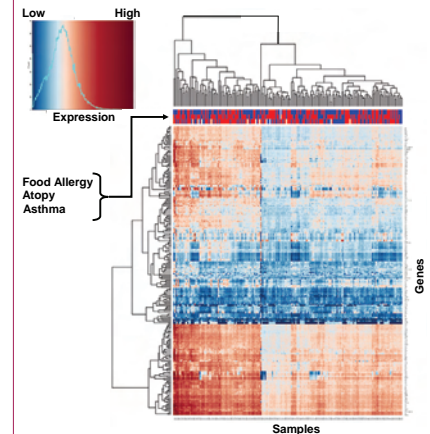 Low High
Expression
Food Allergy
Atopy
Asthma
Genes
Samples